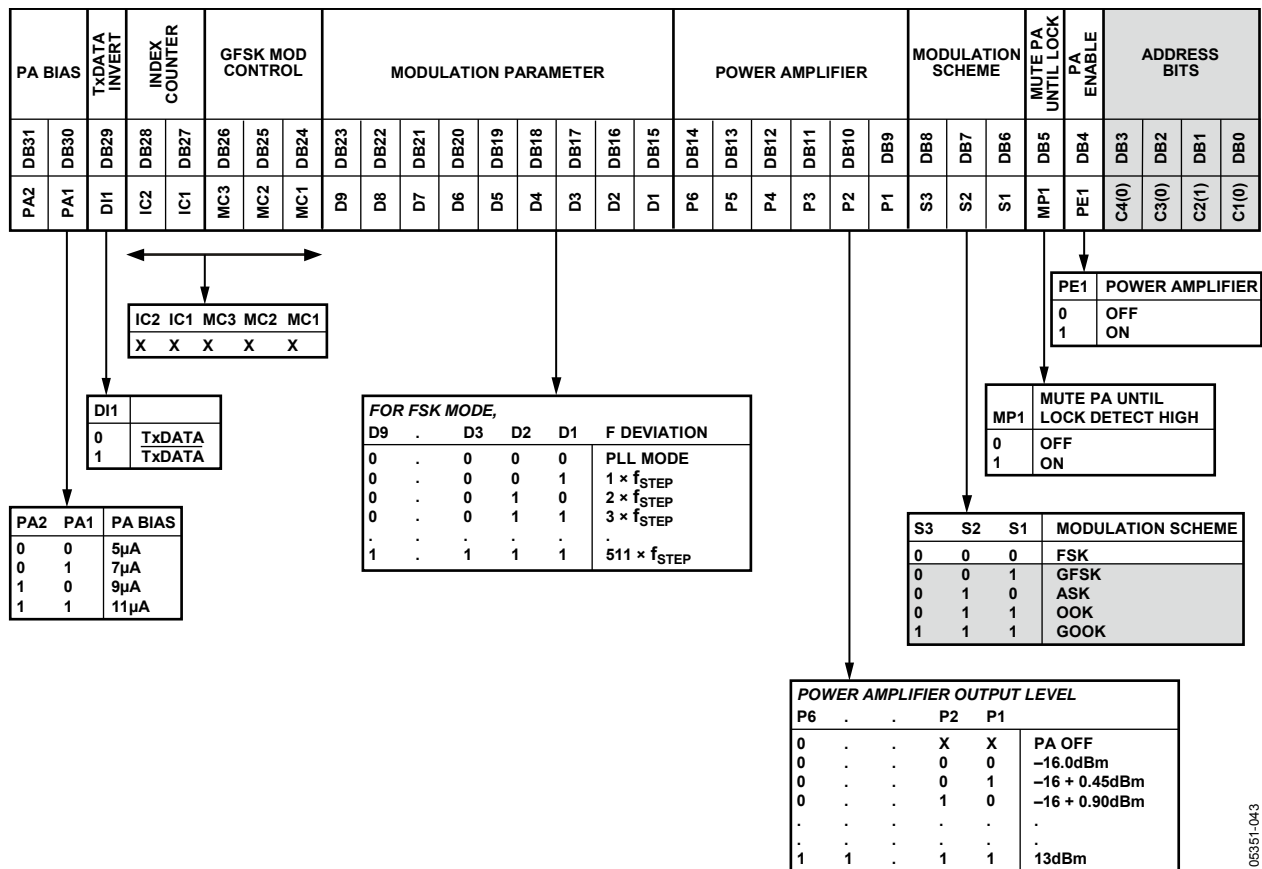 PA BIAS
TxDATA
INVERT
INDEX
COUNTER
GFSK MOD
CONTROL
MODULATION PARAMETER
POWER AMPLIFIER
MODULATION
SCHEME
MUTE PA
UNTIL LOCK
PA
ENABLE
ADDRESS
BITS
DB31 DB30 DB29 DB28 DB27 DB26 DB25 DB24 DB23 DB22 DB21 DB20 DB19 DB18 DB17 DB16 DB15 DB14 DB13 DB12 DB11 DB10 DB9 DB8 DB7 DB6 DB5 DB4 DB3 DB2 DB1 DB0
PA2 PA1 DI1 IC2 IC1 MC3 MC2 MC1 D9 D8 D7 D6 D5 D4 D3 D2 D1 P6 P5 P4 P3 P2 P1 S3 S2 S1 MP1 PE1 C4(0) C3(0) C2(1) C1(0)
PE1 POWER AMPLIFIER
0 OFF
1 ON
IC2 IC1 MC3 MC2 MC1
X X X X X
MUTE PA UNTIL
MP1 LOCK DETECT HIGH
0 OFF
1 ON
DI1
0 TxDATA
1 TxDATA
FOR FSK MODE,
D9 . D3 D2 D1 F DEVIATION
0 . 0 0 0 PLL MODE
0 . 0 0 1 1 × fSTEP
0 . 0 1 0 2 × fSTEP
0 . 0 1 1 3 × fSTEP
. . . . . .
1 . 1 1 1 511 × fSTEP
PA2 PA1 PA BIAS
0 0 5µA
0 1 7µA
1 0 9µA
1 1 11µA
S3 S2 S1 MODULATION SCHEME
0 0 0 FSK
0 0 1 GFSK
0 1 0 ASK
0 1 1 OOK
1 1 1 GOOK
POWER AMPLIFIER OUTPUT LEVEL
P6 . . P2 P1
0 . . X X PA OFF
0 . . 0 0 –16.0dBm
0 . . 0 1 –16 + 0.45dBm
0 . . 1 0 –16 + 0.90dBm
. . . . . .
. . . . . .
1 1 . 1 1 13dBm
05351-043